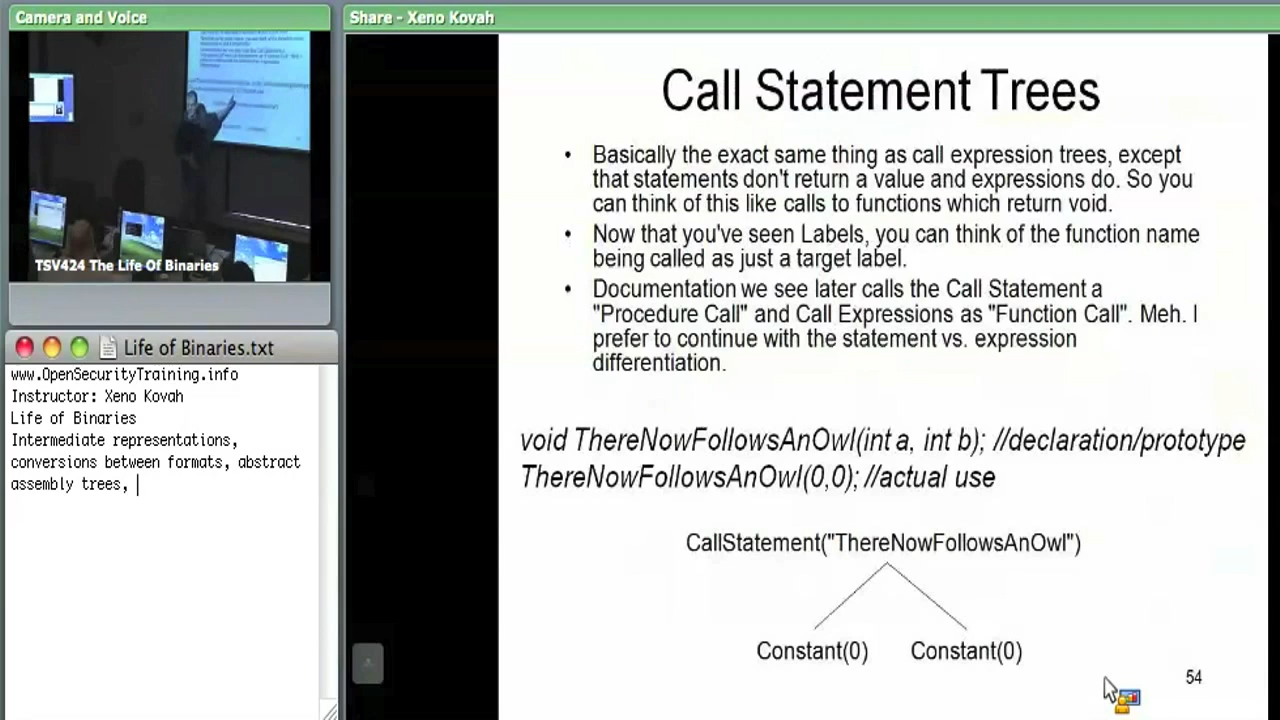 Camera and Voice
Share - Xeno Kovah
TSV424 The Life Of Binaries
Life of Binaries.txt
www.OpenSecurityTraining.info
Instructor: Xeno Kovah
Life of Binaries
Intermediate representations,
conversions between formats, abstract
assembly trees,
Call Statement Trees
• Basically the exact same thing as call expression trees, except
that statements don't return a value and expressions do. So you
can think of this like calls to functions which return void.
• Now that you've seen Labels, you can think of the function name
being called as just a target label.
• Documentation we see later calls the Call Statement a
"Procedure Call" and Call Expressions as "Function Call". Meh. I
prefer to continue with the statement vs. expression
differentiation.
void ThereNowFollowsAnOwl(int a, int b); //declaration/prototype
ThereNowFollowsAnOwl(0,0); //actual use
CallStatement("ThereNowFollowsAnOwl")
Constant(0) Constant(0)
54